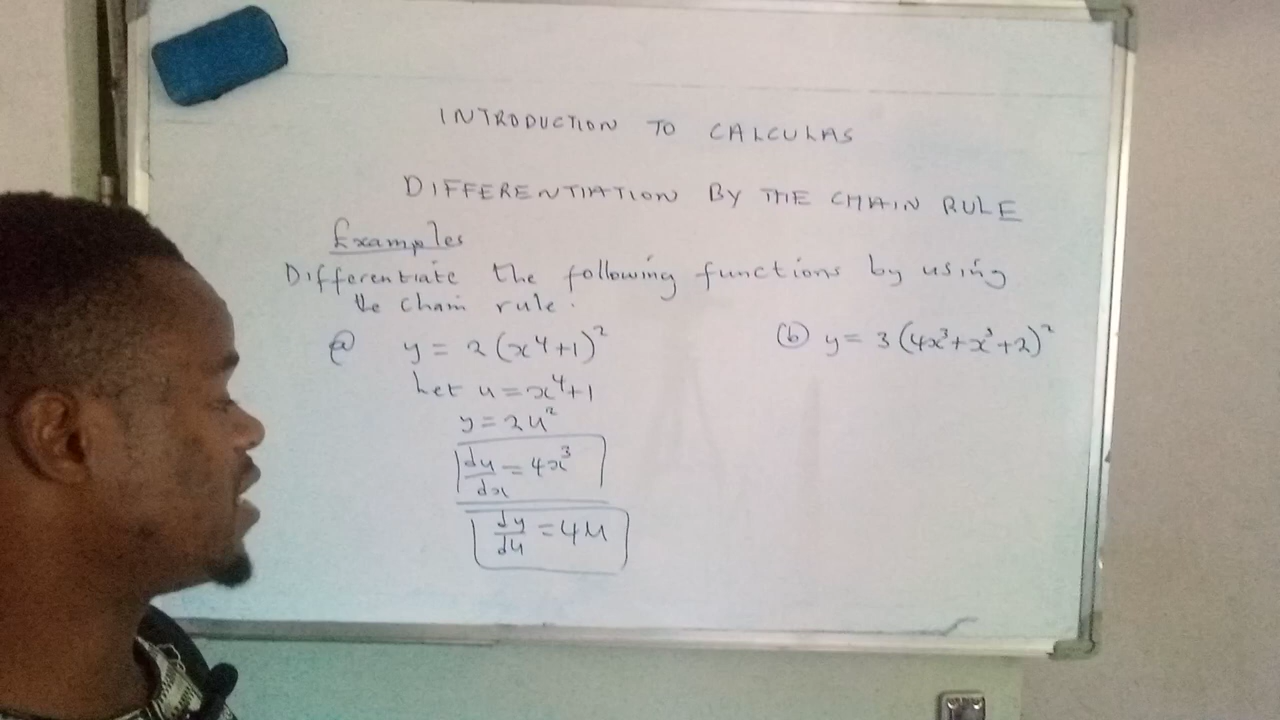 INTRODUCTION TO CALCULAS
DIFFERENTIATION BY THE CHAIN RULE
Examples
Differentiate the following functions by using
the chain rule.
(a) y = 2(x⁴+1)²
(b) y = 3(4x³+x³+2)²
Let u = x⁴+1
y = 2u²
du/dx = 4x³
dy/du = 4u